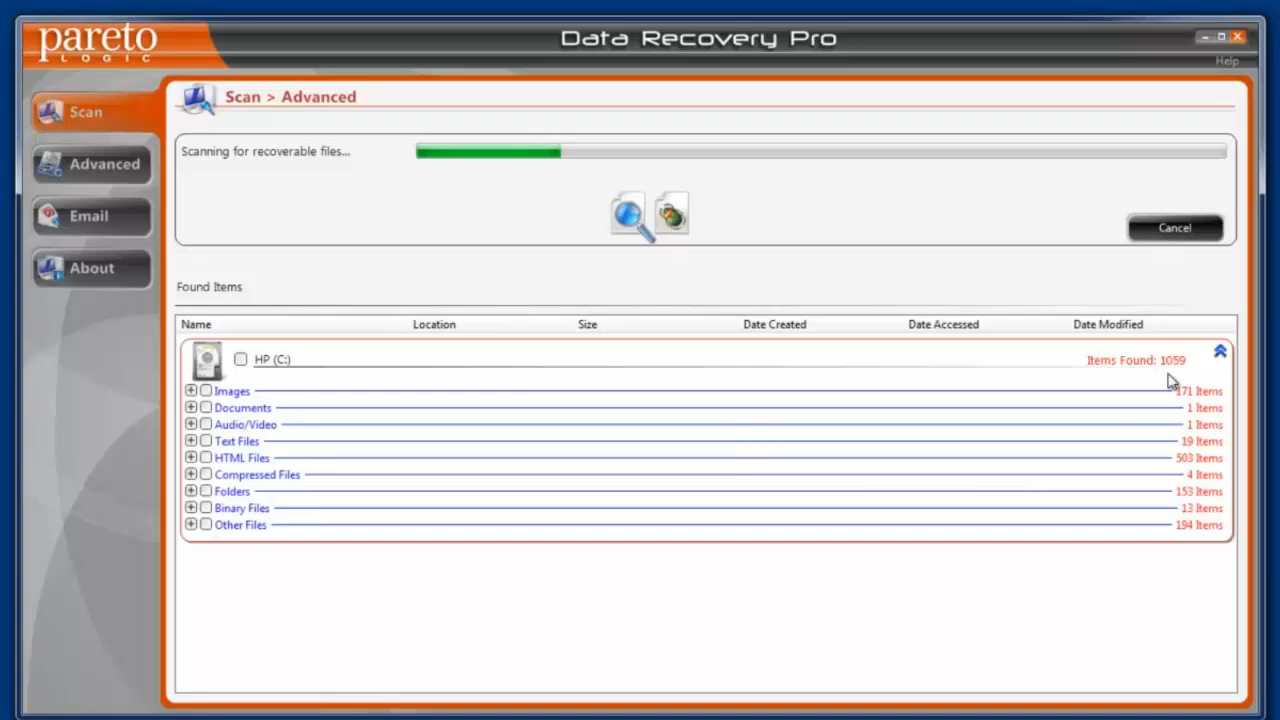 pareto
LOGIC
Data Recovery Pro
Help
Scan
Advanced
Email
About
Scan > Advanced
Scanning for recoverable files...
Cancel
Found Items
Name Location Size Date Created Date Accessed Date Modified
HP (C:) Items Found: 1059
Images 171 Items
Documents 1 Items
Audio/Video 1 Items
Text Files 19 Items
HTML Files 503 Items
Compressed Files 4 Items
Folders 153 Items
Binary Files 13 Items
Other Files 194 Items